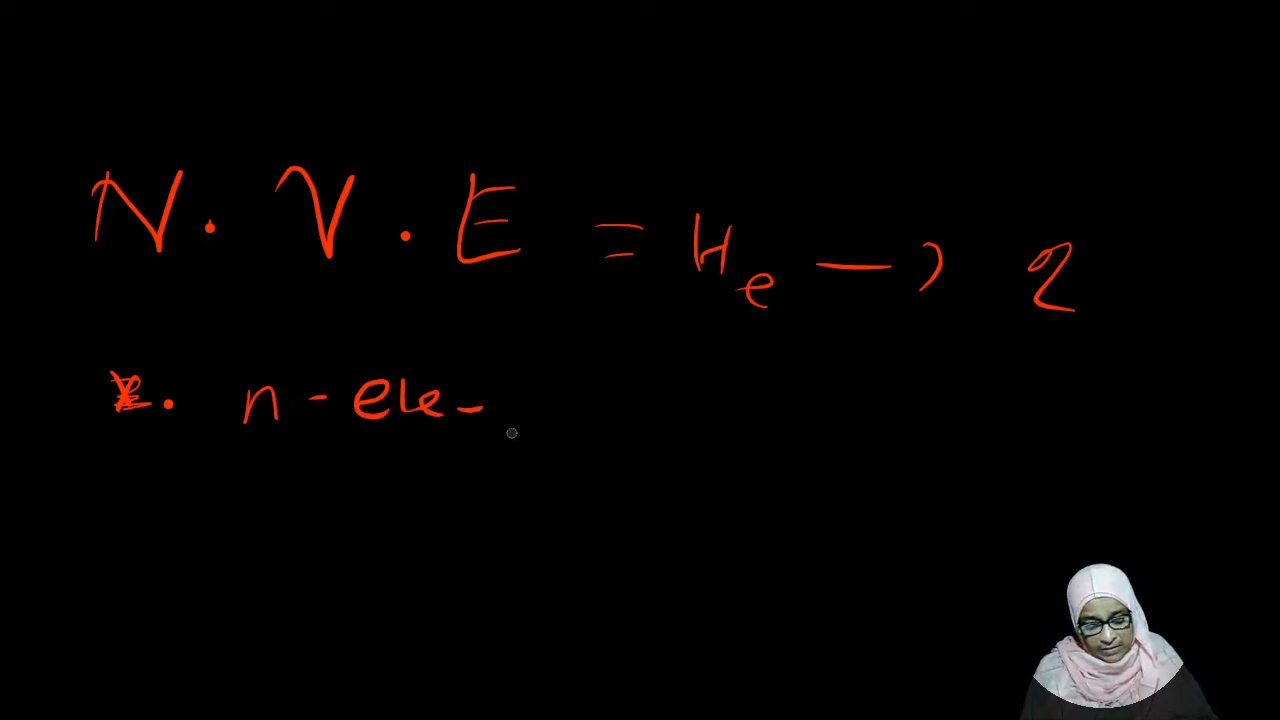 N. V. E = He → 2
. n - ele -